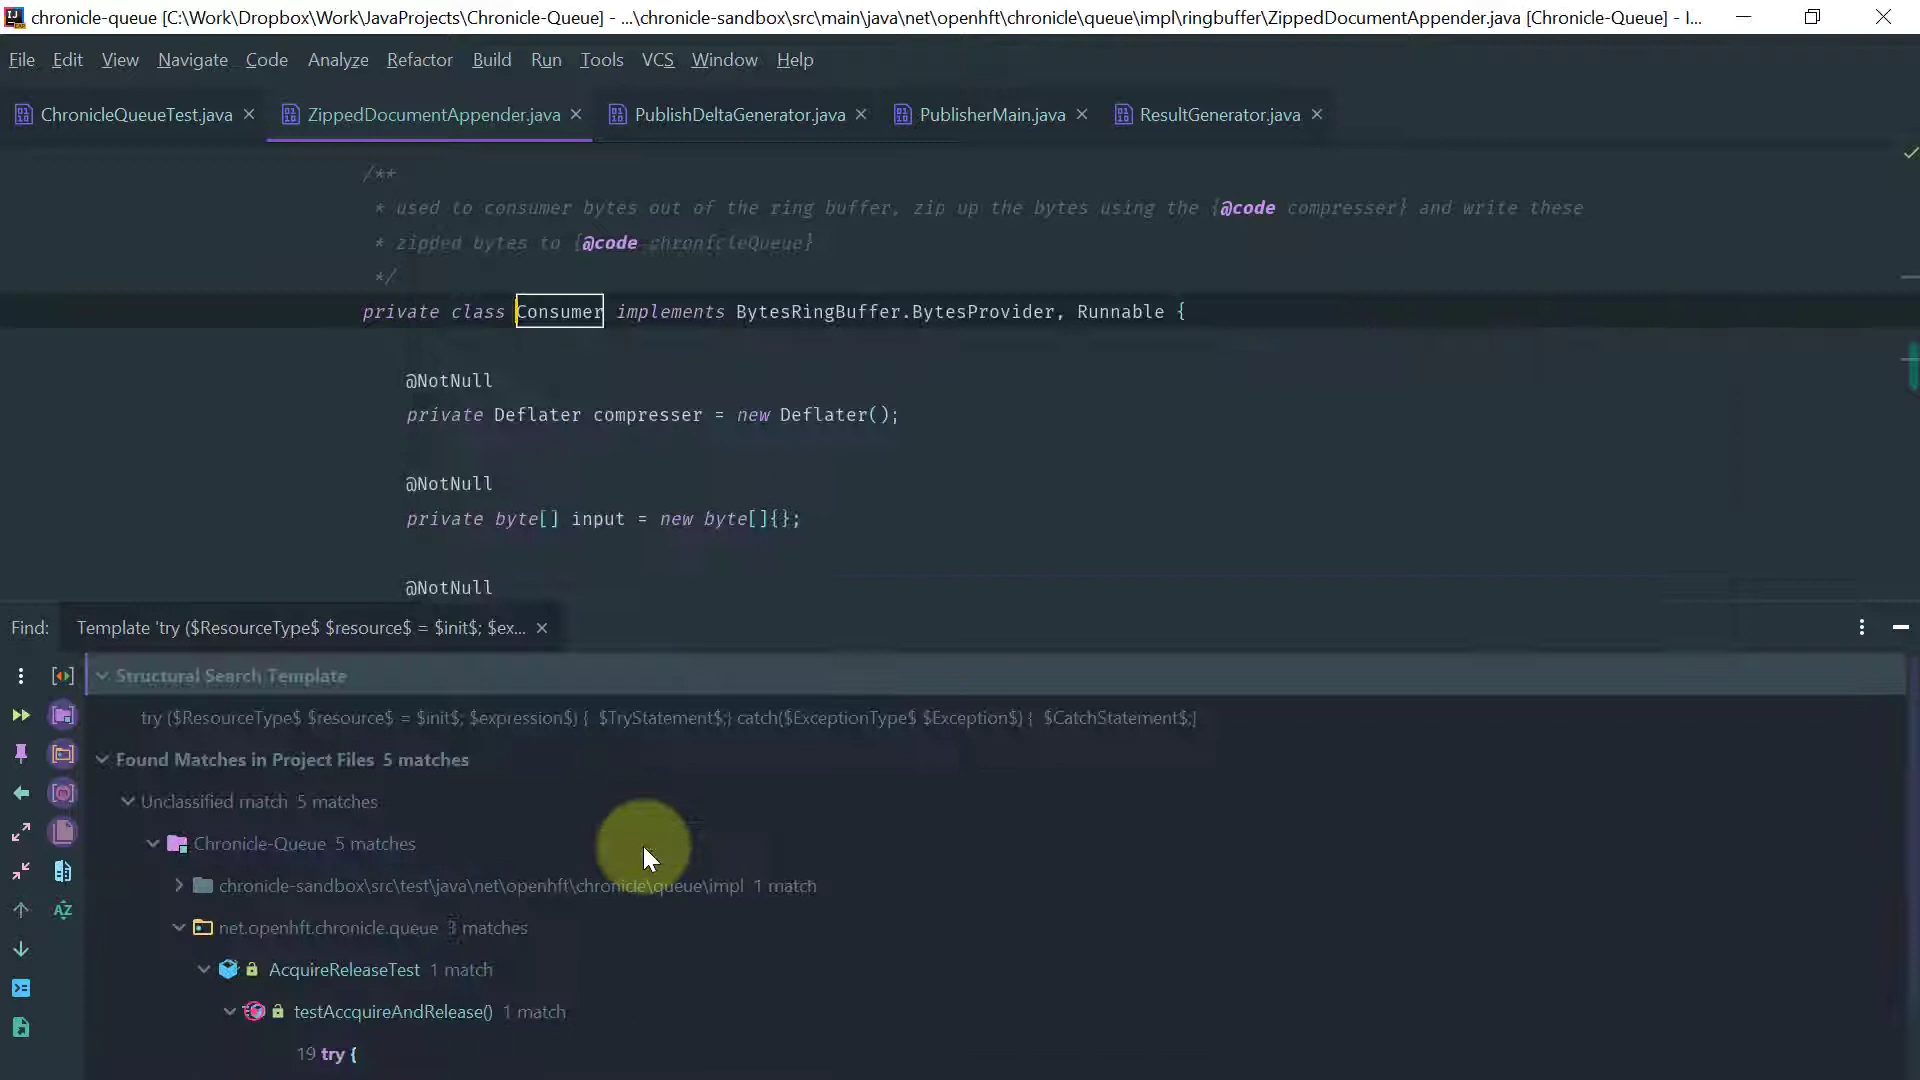 chronicle-queue [C:\Work\Dropbox\Work\JavaProjects\Chronicle-Queue] - ...\chronicle-sandbox\src\main\java\net\openhft\chronicle\queue\impl\ringbuffer\ZippedDocumentAppender.java [Chronicle-Queue] - I...
File Edit View Navigate Code Analyze Refactor Build Run Tools VCS Window Help
ChronicleQueueTest.java ZippedDocumentAppender.java PublishDeltaGenerator.java PublisherMain.java ResultGenerator.java
/**
* used to consumer bytes out of the ring buffer, zip up the bytes using the {@code compresser} and write these
* zipped bytes to {@code chronicleQueue}
*/
private class Consumer implements BytesRingBuffer.BytesProvider, Runnable {
@NotNull
private Deflater compresser = new Deflater();
@NotNull
private byte[] input = new byte[]{};
@NotNull
Find: Template 'try ($ResourceType$ $resource$ = $init$; $ex...
Structural Search Template
try ($ResourceType$ $resource$ = $init$; $expression$) { $TryStatement$;} catch($ExceptionType$ $Exception$) { $CatchStatement$;}
Found Matches in Project Files 5 matches
Unclassified match 5 matches
Chronicle-Queue 5 matches
chronicle-sandbox\src\test\java\net\openhft\chronicle\queue\impl 1 match
net.openhft.chronicle.queue 3 matches
AcquireReleaseTest 1 match
testAccquireAndRelease() 1 match
19 try {